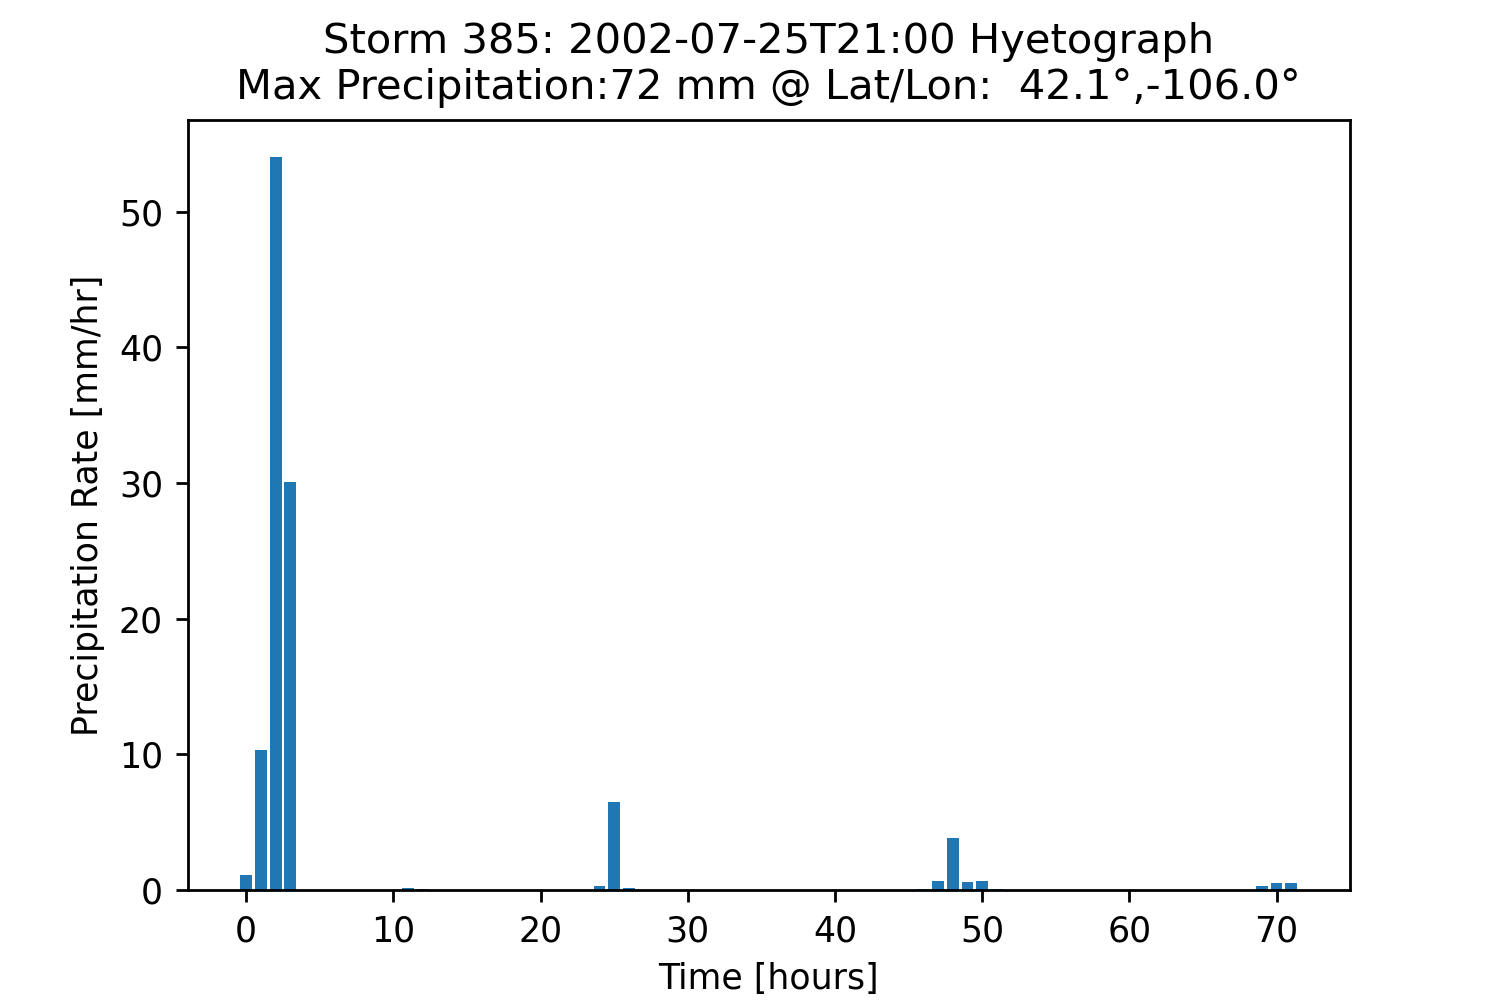 Storm 385: 2002-07-25T21:00 Hyetograph
Max Precipitation:72 mm @ Lat/Lon:  42.1°,-106.0°
Precipitation Rate [mm/hr]
50
40
30
20
10
0
0 10 20 30 40 50 60 70
Time [hours]